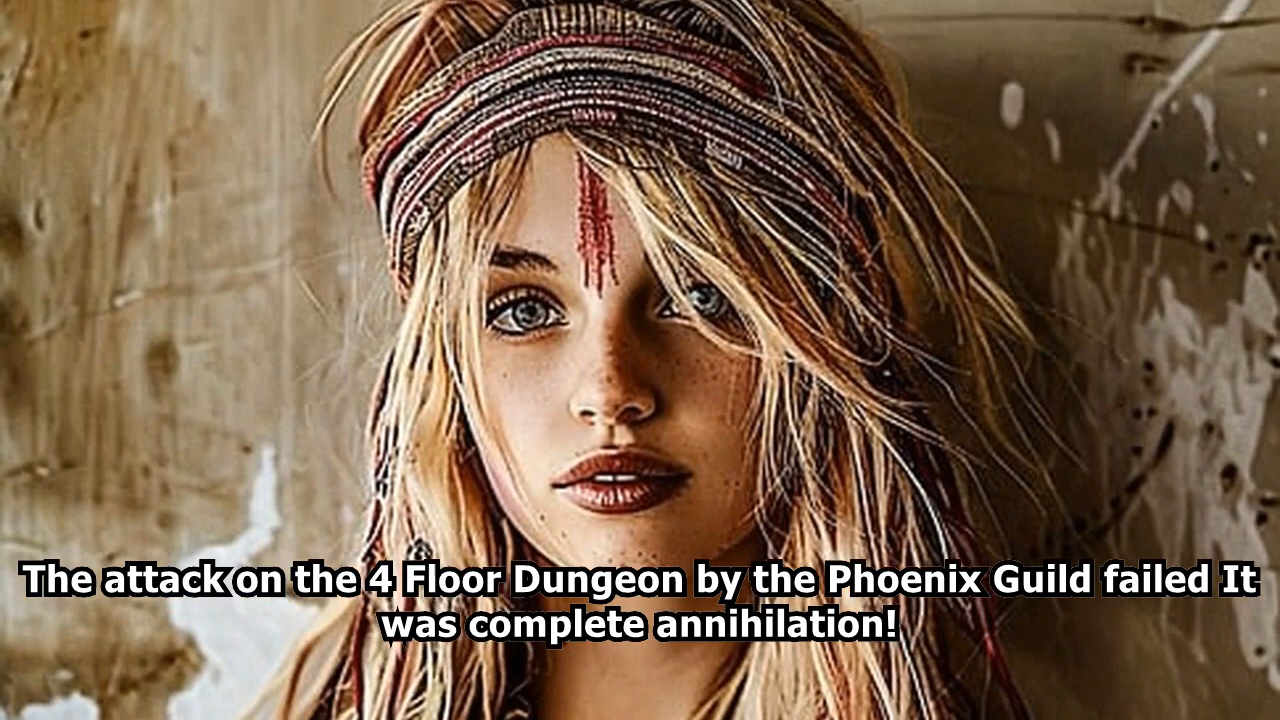 The attack on the 4 Floor Dungeon by the Phoenix Guild failed It
was complete annihilation!